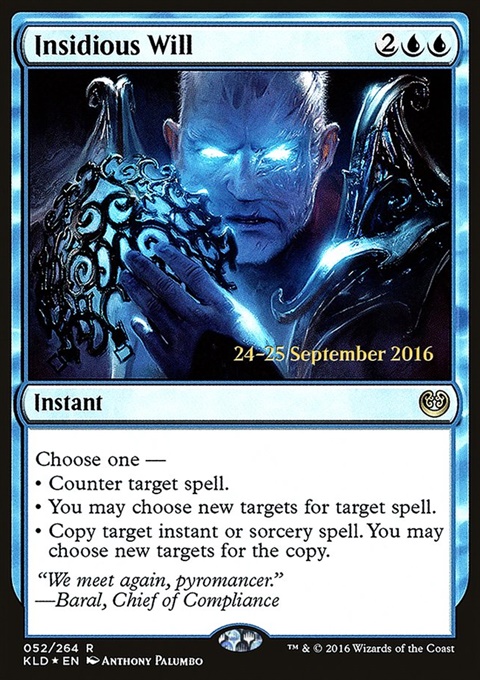 Insidious Will 2
24–25 September 2016
Instant
Choose one —
• Counter target spell.
• You may choose new targets for target spell.
• Copy target instant or sorcery spell. You may
choose new targets for the copy.
“We meet again, pyromancer.”
—Baral, Chief of Compliance
052/264 R
KLD ★ EN Anthony Palumbo
™ & © 2016 Wizards of the Coast